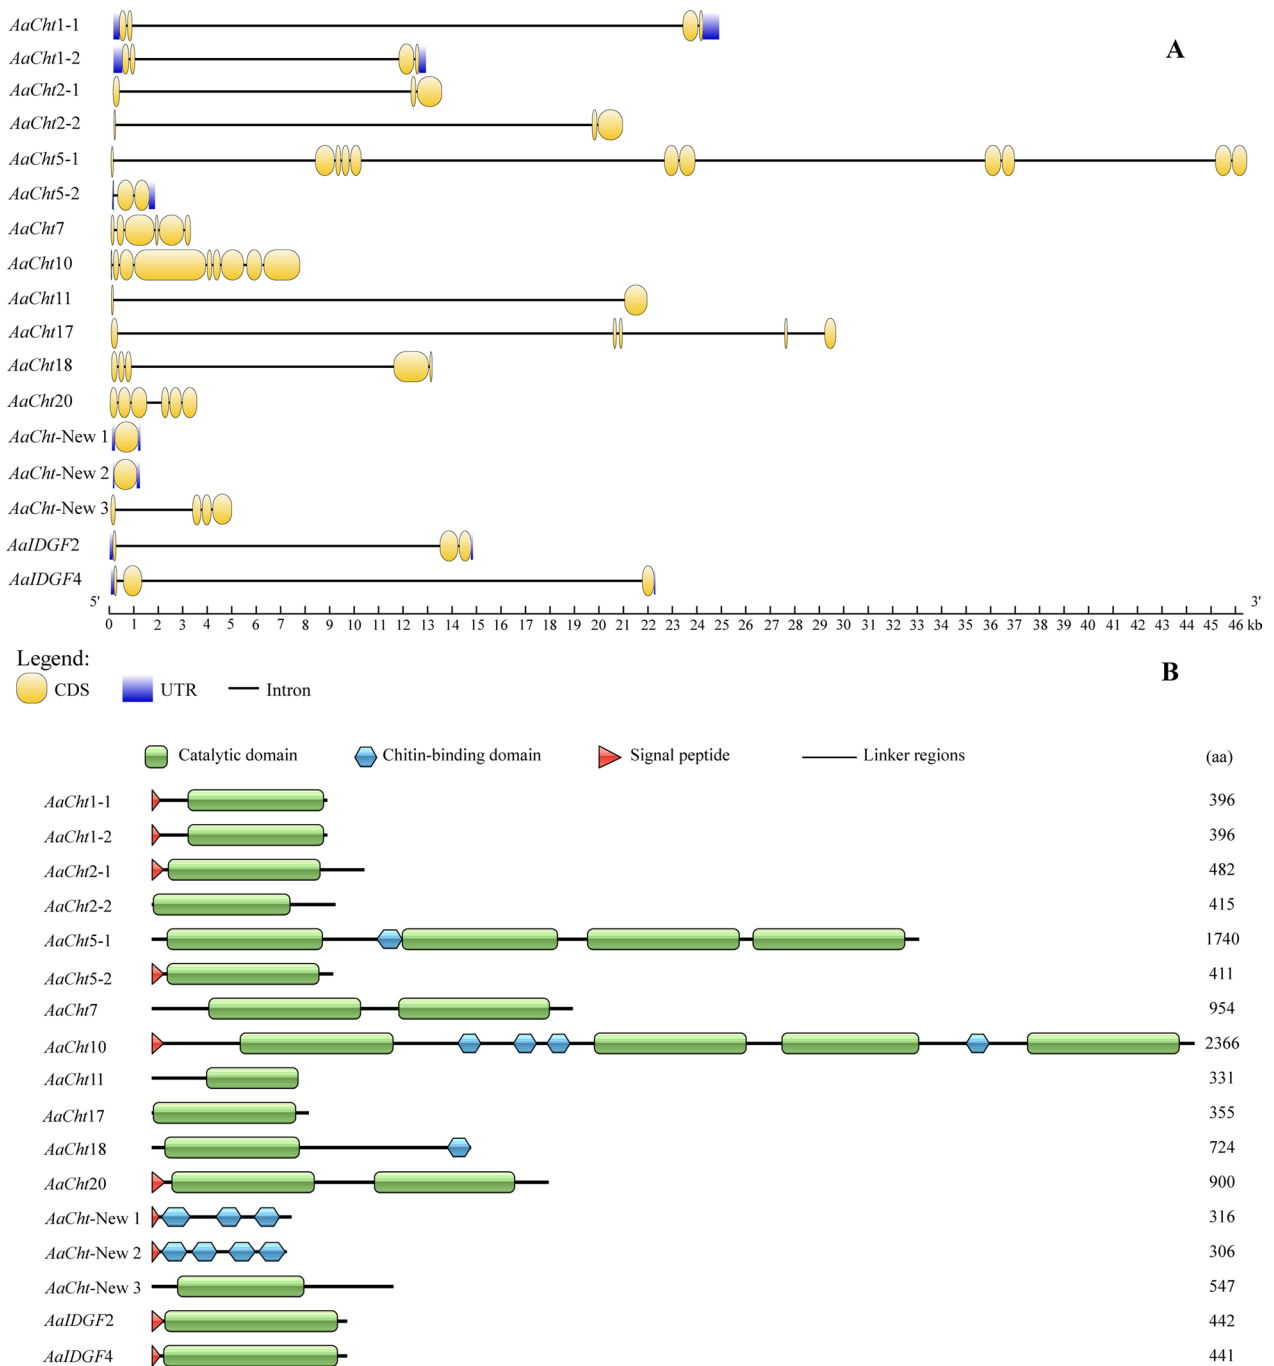 A
AaCht1-1
AaCht1-2
AaCht2-1
AaCht2-2
AaCht5-1
AaCht5-2
AaCht7
AaCht10
AaCht11
AaCht17
AaCht18
AaCht20
AaCht-New 1
AaCht-New 2
AaCht-New 3
AaIDGF2
AaIDGF4
5' 3'
0 1 2 3 4 5 6 7 8 9 10 11 12 13 14 15 16 17 18 19 20 21 22 23 24 25 26 27 28 29 30 31 32 33 34 35 36 37 38 39 40 41 42 43 44 45 46 kb
Legend:
CDS UTR Intron
B
Catalytic domain Chitin-binding domain Signal peptide Linker regions (aa)
AaCht1-1 396
AaCht1-2 396
AaCht2-1 482
AaCht2-2 415
AaCht5-1 1740
AaCht5-2 411
AaCht7 954
AaCht10 2366
AaCht11 331
AaCht17 355
AaCht18 724
AaCht20 900
AaCht-New 1 316
AaCht-New 2 306
AaCht-New 3 547
AaIDGF2 442
AaIDGF4 441